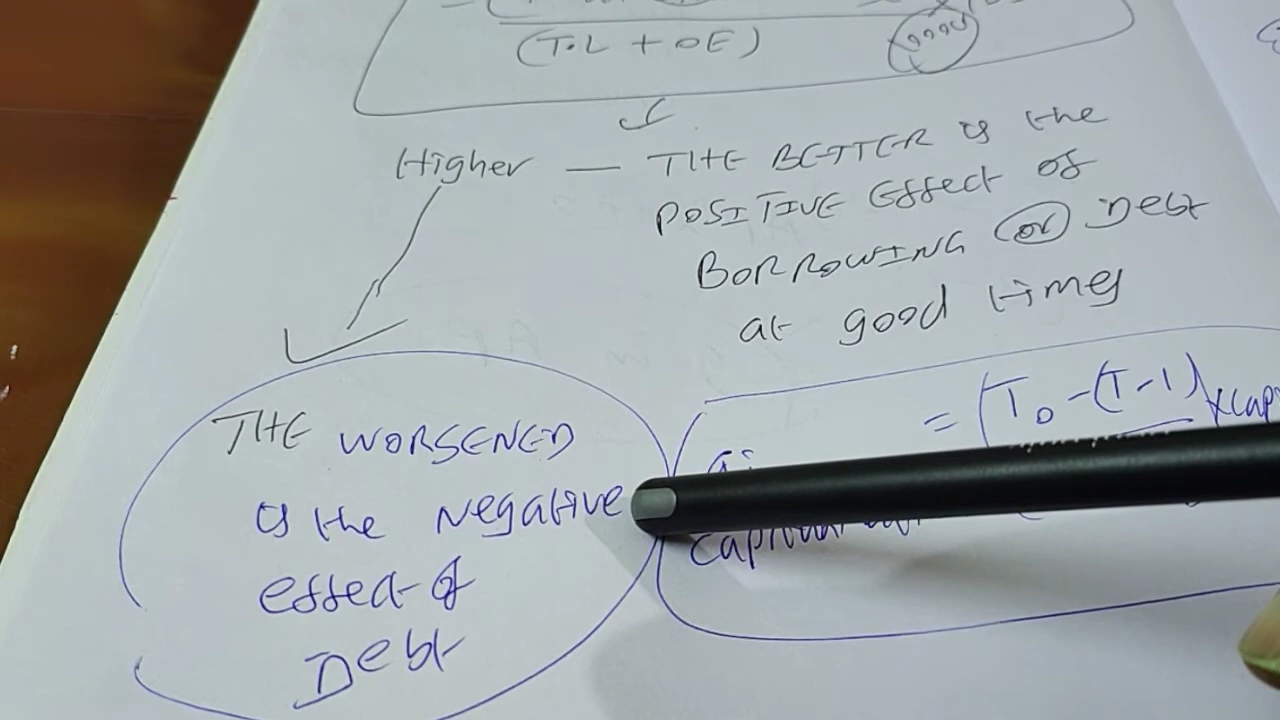 (T.L + OE)
good
Higher — THE BETTER is the
POSITIVE Effect of
BORROWING OR Debt
at good times
THE WORSENED
is the Negative
effect of
Debt
= (T0 - (T-1) x cap